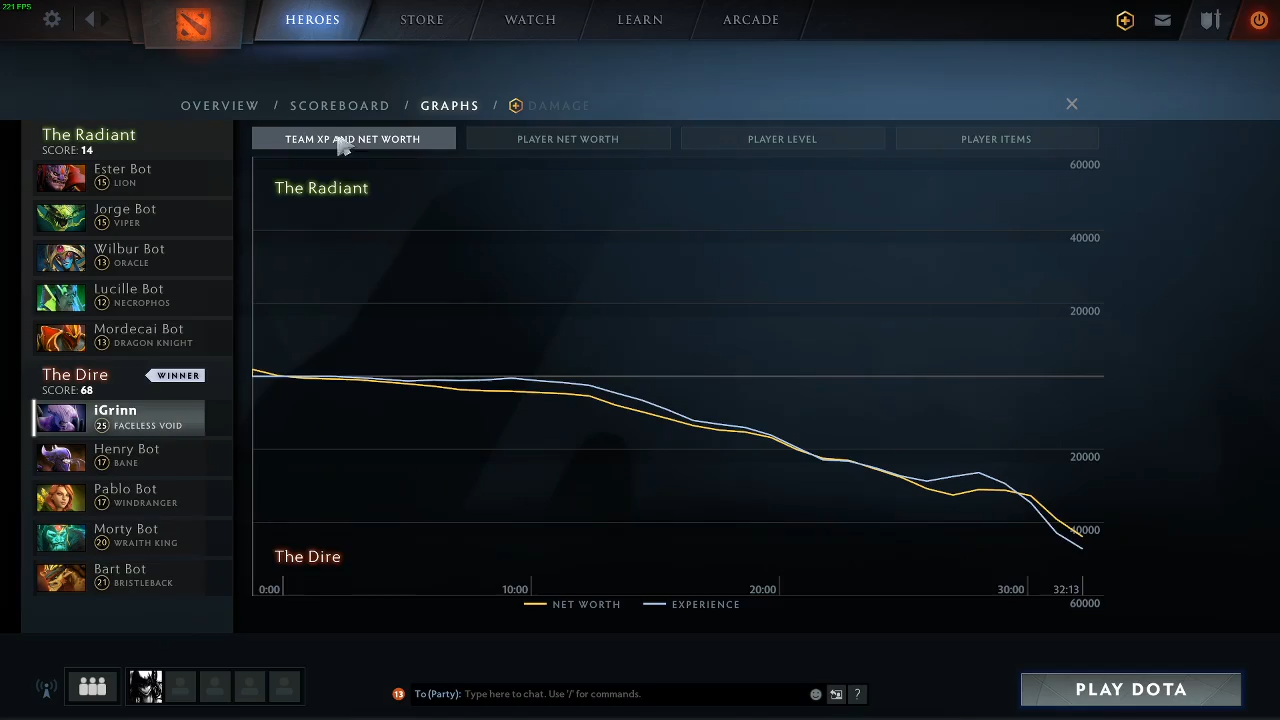 221 FPS
HEROES
STORE
WATCH
LEARN
ARCADE
OVERVIEW / SCOREBOARD / GRAPHS / DAMAGE
The Radiant
SCORE: 14
Ester Bot
15 LION
Jorge Bot
15 VIPER
Wilbur Bot
13 ORACLE
Lucille Bot
12 NECROPHOS
Mordecai Bot
13 DRAGON KNIGHT
The Dire
WINNER
SCORE: 68
iGrinn
25 FACELESS VOID
Henry Bot
17 BANE
Pablo Bot
17 WINDRANGER
Morty Bot
20 WRAITH KING
Bart Bot
21 BRISTLEBACK
TEAM XP AND NET WORTH
PLAYER NET WORTH
PLAYER LEVEL
PLAYER ITEMS
The Radiant
60000
40000
20000
20000
40000
The Dire
0:00
10:00
20:00
30:00
32:13
60000
NET WORTH
EXPERIENCE
13 To (Party): Type here to chat. Use '/' for commands.
?
PLAY DOTA